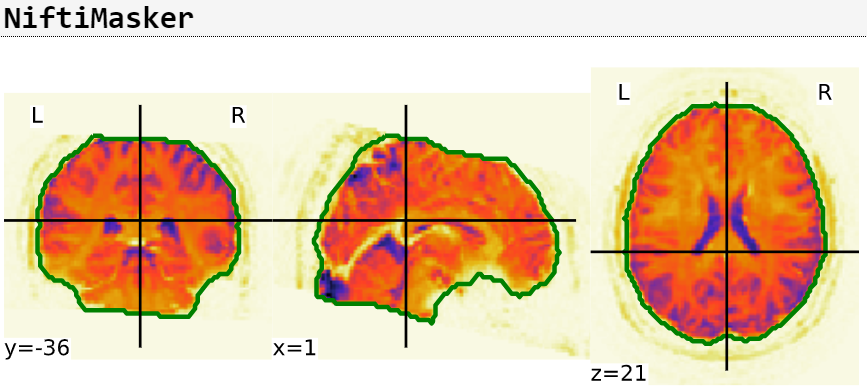 NiftiMasker
L R
L R
y=-36
x=1
z=21